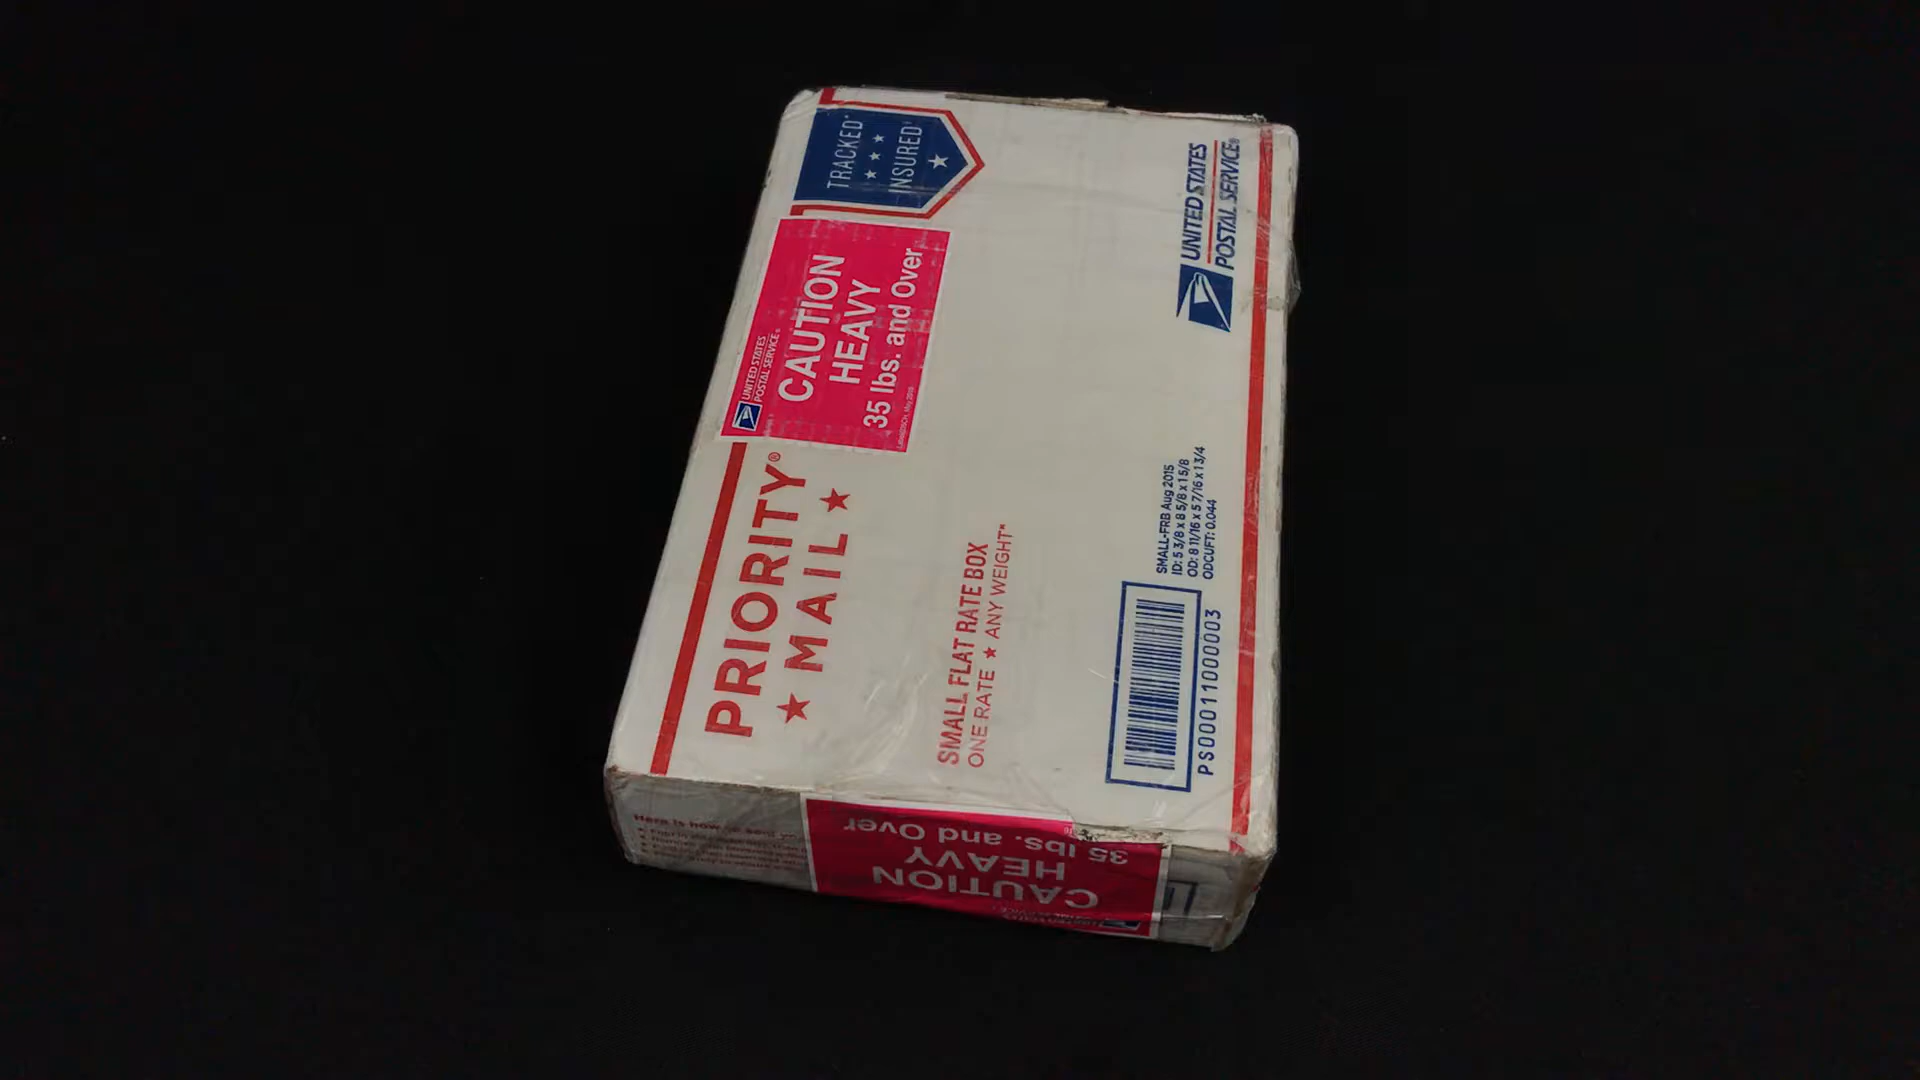 TRACKED*
INSURED†
UNITED STATES
POSTAL SERVICE®
CAUTION
HEAVY
35 lbs. and Over
UNITED STATES
POSTAL SERVICE®
PRIORITY®
MAIL
SMALL FLAT RATE BOX
ONE RATE ★ ANY WEIGHT*
SMALL-FRB Aug 2015
ID: 5 3/8 x 8 5/8 x 1 5/8
OD: 8 11/16 x 5 7/16 x 1 3/4
ODCUFT: 0.044
PS00011000003
Here is how
CAUTION
HEAVY
35 lbs. and Over